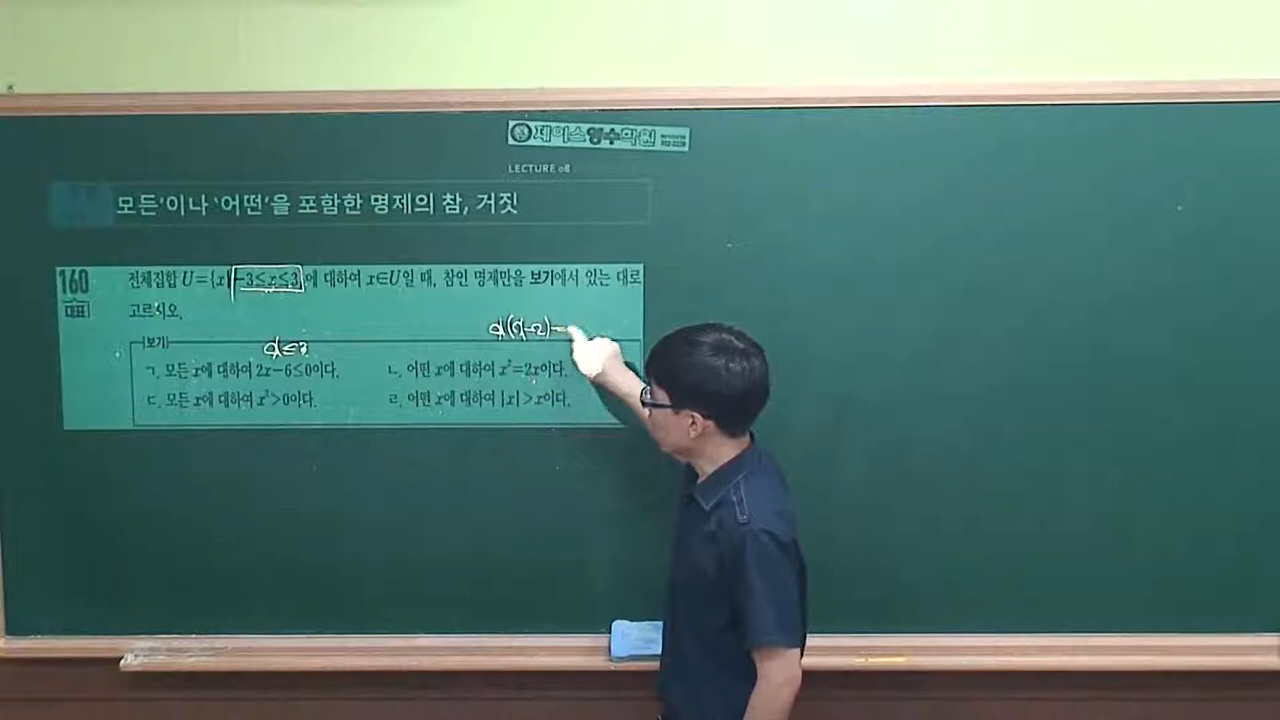 제이스영수학원
LECTURE 08
모든’이나 ‘어떤’을 포함한 명제의 참, 거짓
160 전체집합 U={x|-3≤x≤3}에 대하여 x∈U일 때, 참인 명제만을 보기에서 있는 대로
대표 고르시오.
x(x-2)=
보기
x≤3
ㄱ. 모든 x에 대하여 2x-6≤0이다. ㄴ. 어떤 x에 대하여 x²=2x이다.
ㄷ. 모든 x에 대하여 x²>0이다. ㄹ. 어떤 x에 대하여 |x|>x이다.